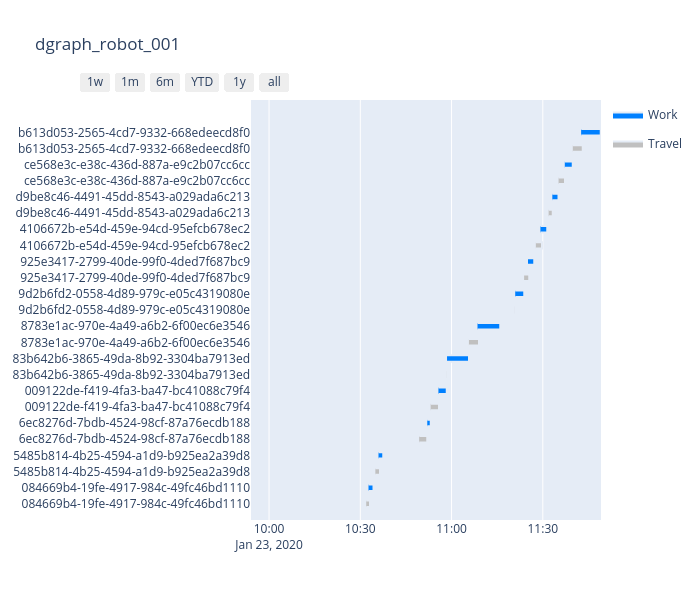 dgraph_robot_001
1w 1m 6m YTD 1y all
Work
Travel
b613d053-2565-4cd7-9332-668edeecd8f0
b613d053-2565-4cd7-9332-668edeecd8f0
ce568e3c-e38c-436d-887a-e9c2b07cc6cc
ce568e3c-e38c-436d-887a-e9c2b07cc6cc
d9be8c46-4491-45dd-8543-a029ada6c213
d9be8c46-4491-45dd-8543-a029ada6c213
4106672b-e54d-459e-94cd-95efcb678ec2
4106672b-e54d-459e-94cd-95efcb678ec2
925e3417-2799-40de-99f0-4ded7f687bc9
925e3417-2799-40de-99f0-4ded7f687bc9
9d2b6fd2-0558-4d89-979c-e05c4319080e
9d2b6fd2-0558-4d89-979c-e05c4319080e
8783e1ac-970e-4a49-a6b2-6f00ec6e3546
8783e1ac-970e-4a49-a6b2-6f00ec6e3546
83b642b6-3865-49da-8b92-3304ba7913ed
83b642b6-3865-49da-8b92-3304ba7913ed
009122de-f419-4fa3-ba47-bc41088c79f4
009122de-f419-4fa3-ba47-bc41088c79f4
6ec8276d-7bdb-4524-98cf-87a76ecdb188
6ec8276d-7bdb-4524-98cf-87a76ecdb188
5485b814-4b25-4594-a1d9-b925ea2a39d8
5485b814-4b25-4594-a1d9-b925ea2a39d8
084669b4-19fe-4917-984c-49fc46bd1110
084669b4-19fe-4917-984c-49fc46bd1110
10:00 10:30 11:00 11:30
Jan 23, 2020